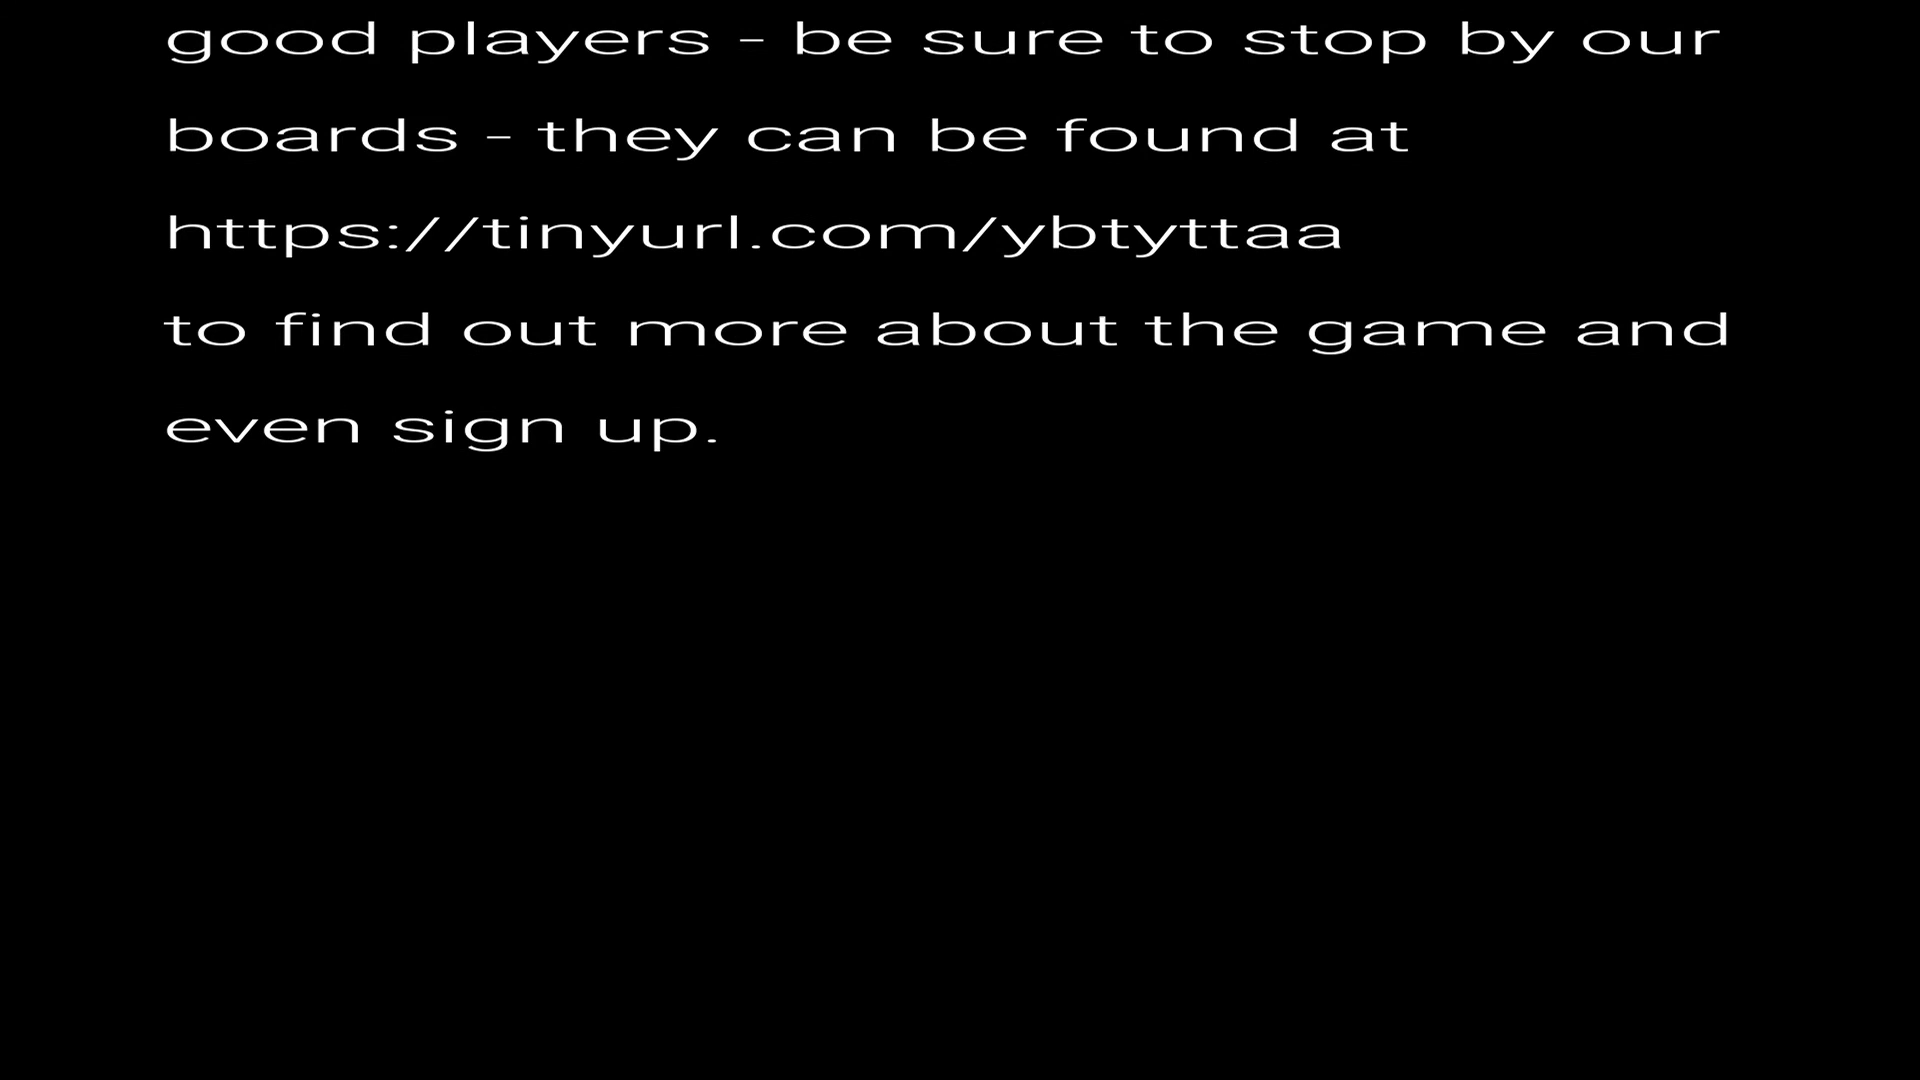 good players - be sure to stop by our
boards - they can be found at
https://tinyurl.com/ybtyttaa
to find out more about the game and
even sign up.